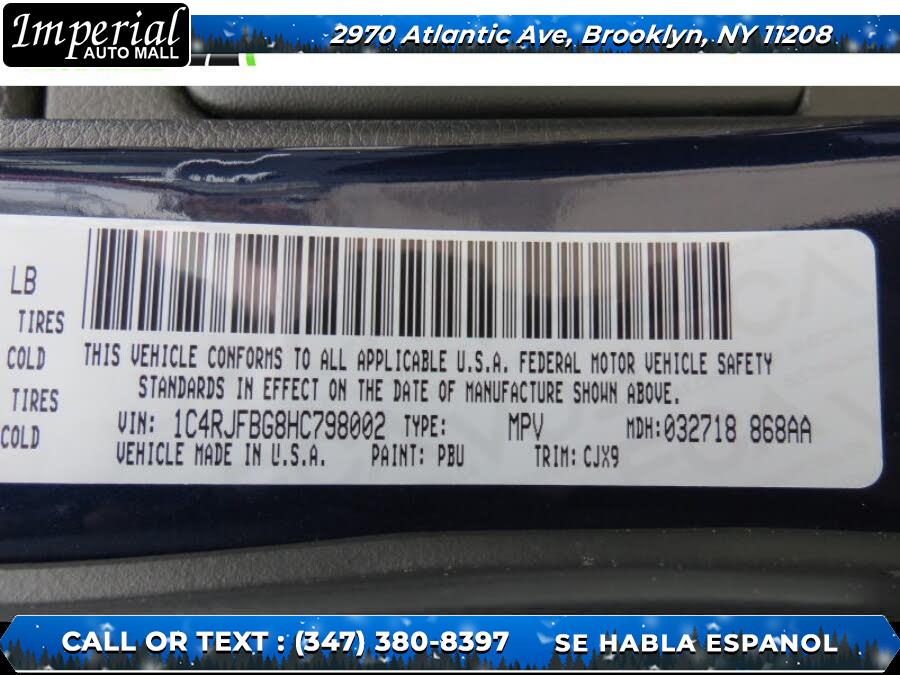 Imperial
AUTO MALL
2970 Atlantic Ave, Brooklyn, NY 11208
LB
TIRES
COLD
TIRES
COLD
THIS VEHICLE CONFORMS TO ALL APPLICABLE U.S.A. FEDERAL MOTOR VEHICLE SAFETY
STANDARDS IN EFFECT ON THE DATE OF MANUFACTURE SHOWN ABOVE.
VIN: 1C4RJFBG8HC798002 TYPE: MPV MDH:032718 868AA
VEHICLE MADE IN U.S.A. PAINT: PBU TRIM: CJX9
CALL OR TEXT : (347) 380-8397 SE HABLA ESPANOL